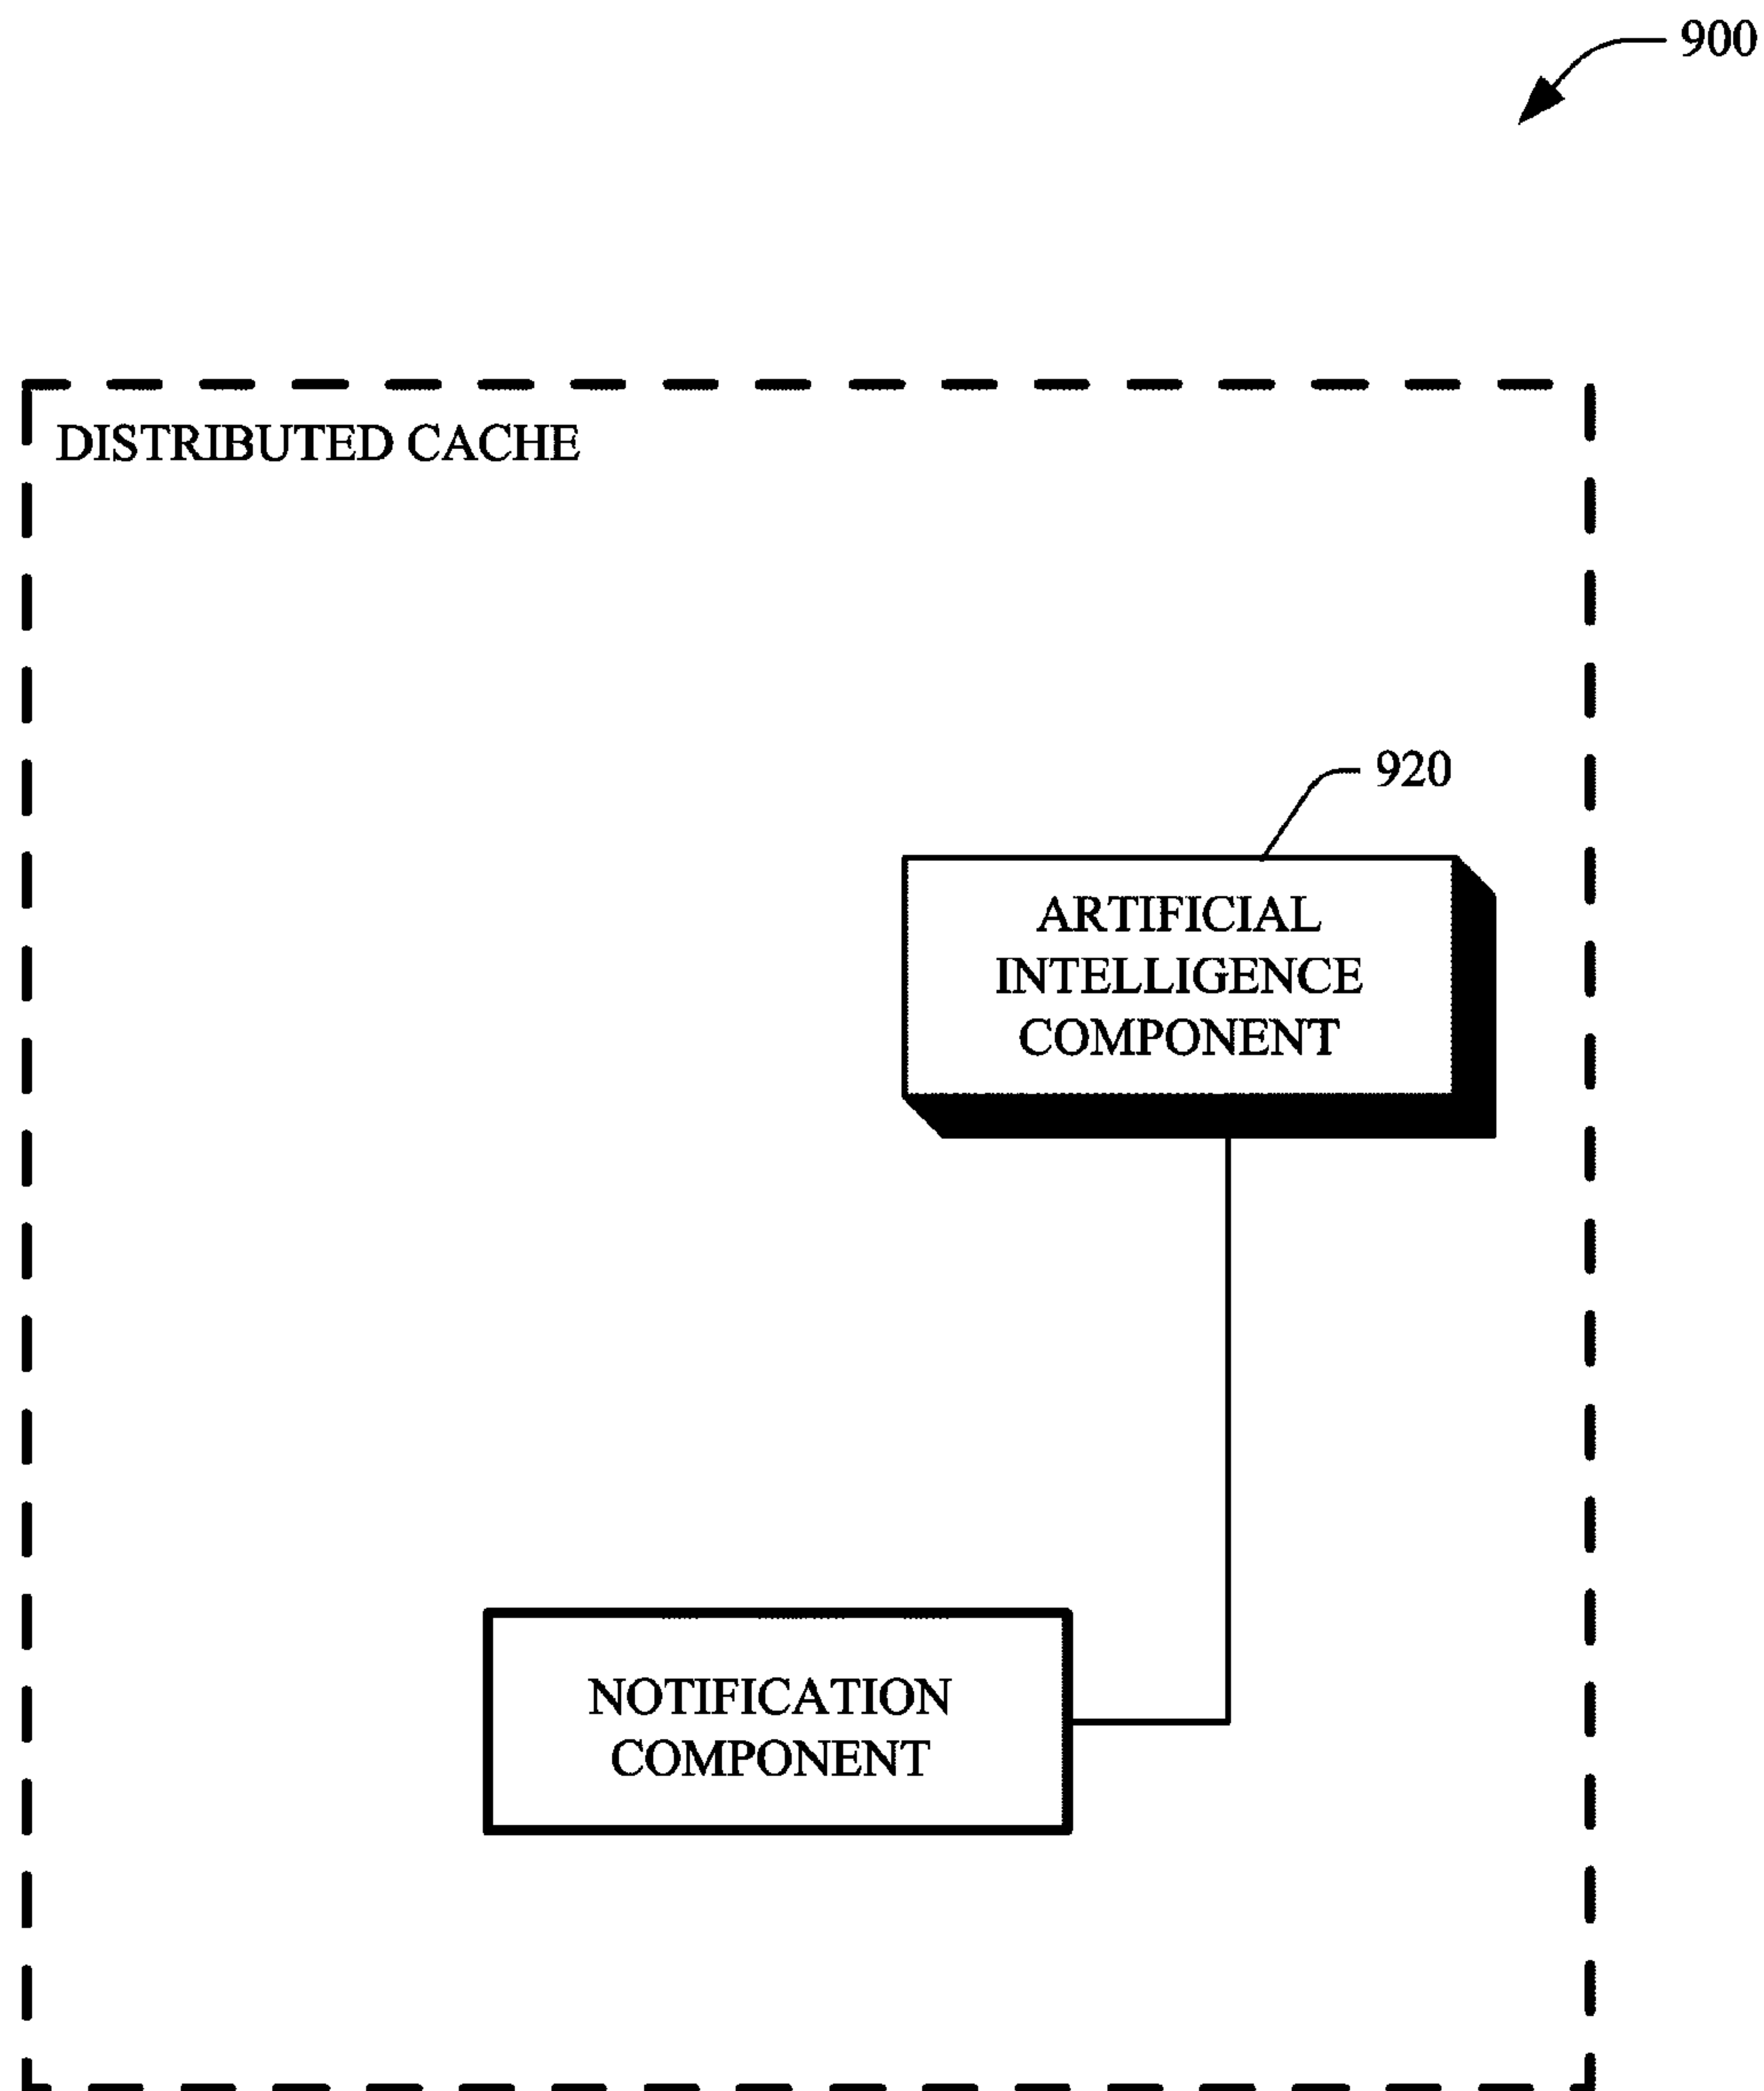 900
DISTRIBUTED CACHE
920
ARTIFICIAL
INTELLIGENCE
COMPONENT
NOTIFICATION
COMPONENT